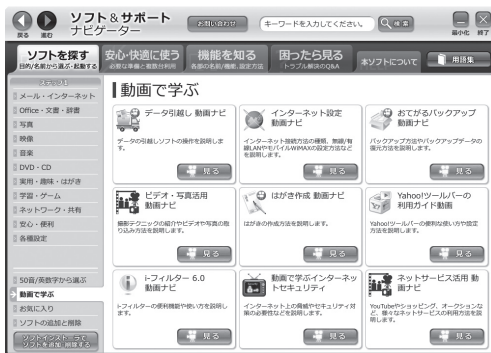 戻る
進む
ソフト&サポート
ナビゲーター
お問い合わせ
キーワードを入力してください。
検索
最小化
終了
ソフトを探す
目的/名前から選ぶ・起動する
安心・快適に使う
必要な準備と複数台利用
機能を知る
各部の名前/機能、設定方法
困ったら見る
トラブル解決のQ&A
本ソフトについて
用語集
ステップ1
メール・インターネット
Office・文書・辞書
写真
映像
音楽
DVD・CD
実用・趣味・はがき
学習・ゲーム
ネットワーク・共有
安心・便利
各種設定
50音/英数字から選ぶ
動画で学ぶ
お気に入り
ソフトの追加と削除
ソフトインストーラで
ソフトを追加、削除する
動画で学ぶ
データ引越し 動画ナビ
データの引越しソフトの操作を説明しま
す。
見る
インターネット設定
動画ナビ
インターネット接続方法の種類、無線/有
線LANやモバイルWiMAXの設定方法など
を説明します。
見る
おてがるバックアップ
動画ナビ
バックアップ方法やバックアップデータの
復元方法を説明します。
見る
ビデオ・写真活用
動画ナビ
撮影テクニックの紹介やビデオや写真の取
り込み方法を説明します。
見る
はがき作成 動画ナビ
はがきの作成方法を説明します。
見る
Yahoo!ツールバーの
利用ガイド動画
Yahoo!ツールバーの便利な使い方や設定
方法を説明します。
見る
i-フィルター 6.0
動画ナビ
i-フィルターの便利機能や使い方を説明し
ます。
見る
動画で学ぶインターネッ
トセキュリティ
インターネット上の脅威やセキュリティ対
策の必要性などを説明します。
見る
ネットサービス活用 動
画ナビ
YouTubeやショッピング、オークションな
ど、様々なネットサービスの利用方法を説
明します。
見る